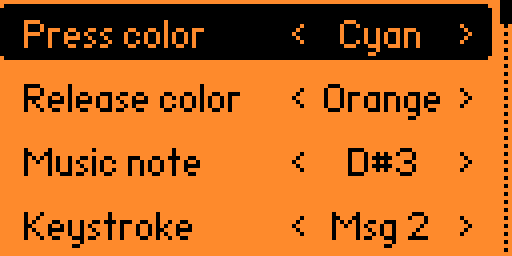 Press color < Cyan >
Release color < Orange >
Music note < D#3 >
Keystroke < Msg 2 >